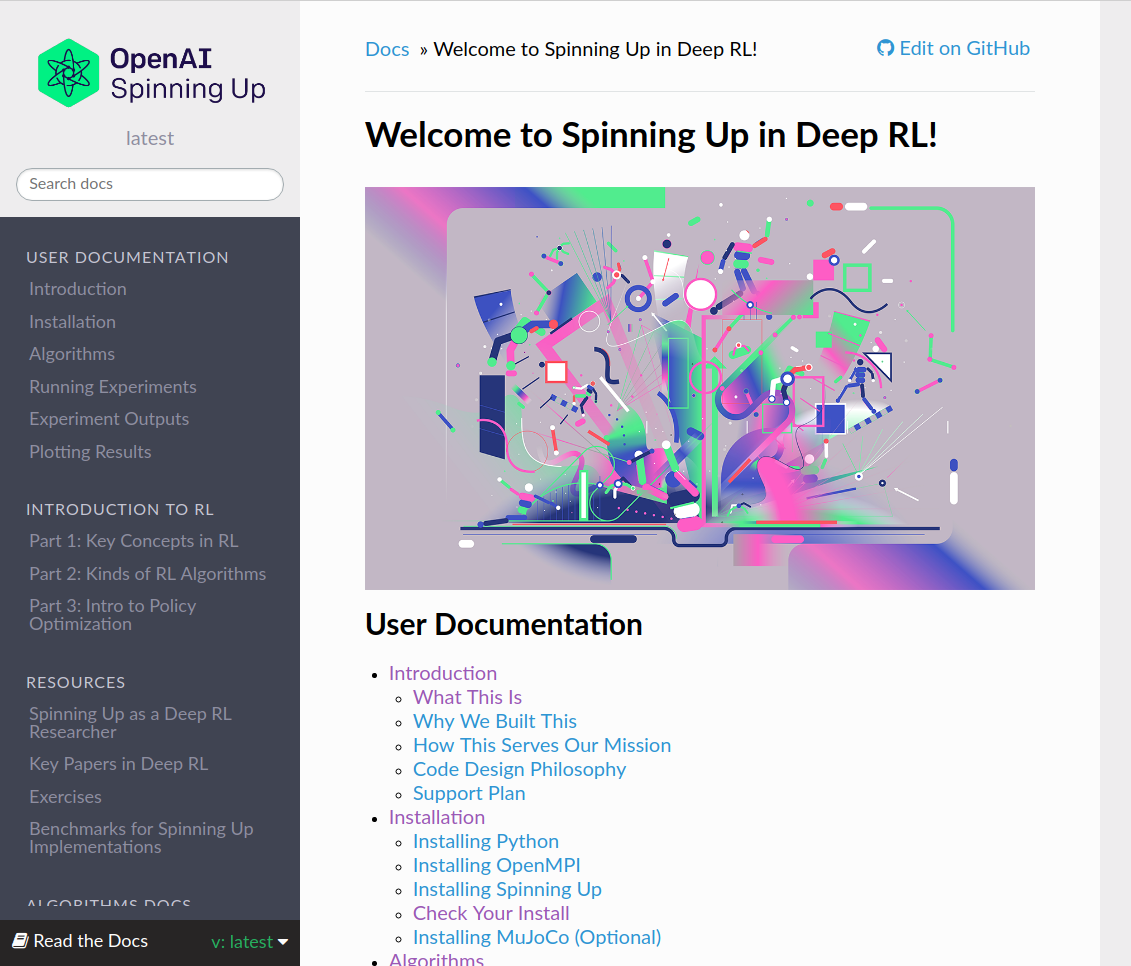 OpenAI
Spinning Up
latest
Search docs
USER DOCUMENTATION
Introduction
Installation
Algorithms
Running Experiments
Experiment Outputs
Plotting Results
INTRODUCTION TO RL
Part 1: Key Concepts in RL
Part 2: Kinds of RL Algorithms
Part 3: Intro to Policy
Optimization
RESOURCES
Spinning Up as a Deep RL
Researcher
Key Papers in Deep RL
Exercises
Benchmarks for Spinning Up
Implementations
ALGORITHMS DOCS
Read the Docs v: latest
Docs » Welcome to Spinning Up in Deep RL! Edit on GitHub
Welcome to Spinning Up in Deep RL!
User Documentation
Introduction
What This Is
Why We Built This
How This Serves Our Mission
Code Design Philosophy
Support Plan
Installation
Installing Python
Installing OpenMPI
Installing Spinning Up
Check Your Install
Installing MuJoCo (Optional)
Algorithms